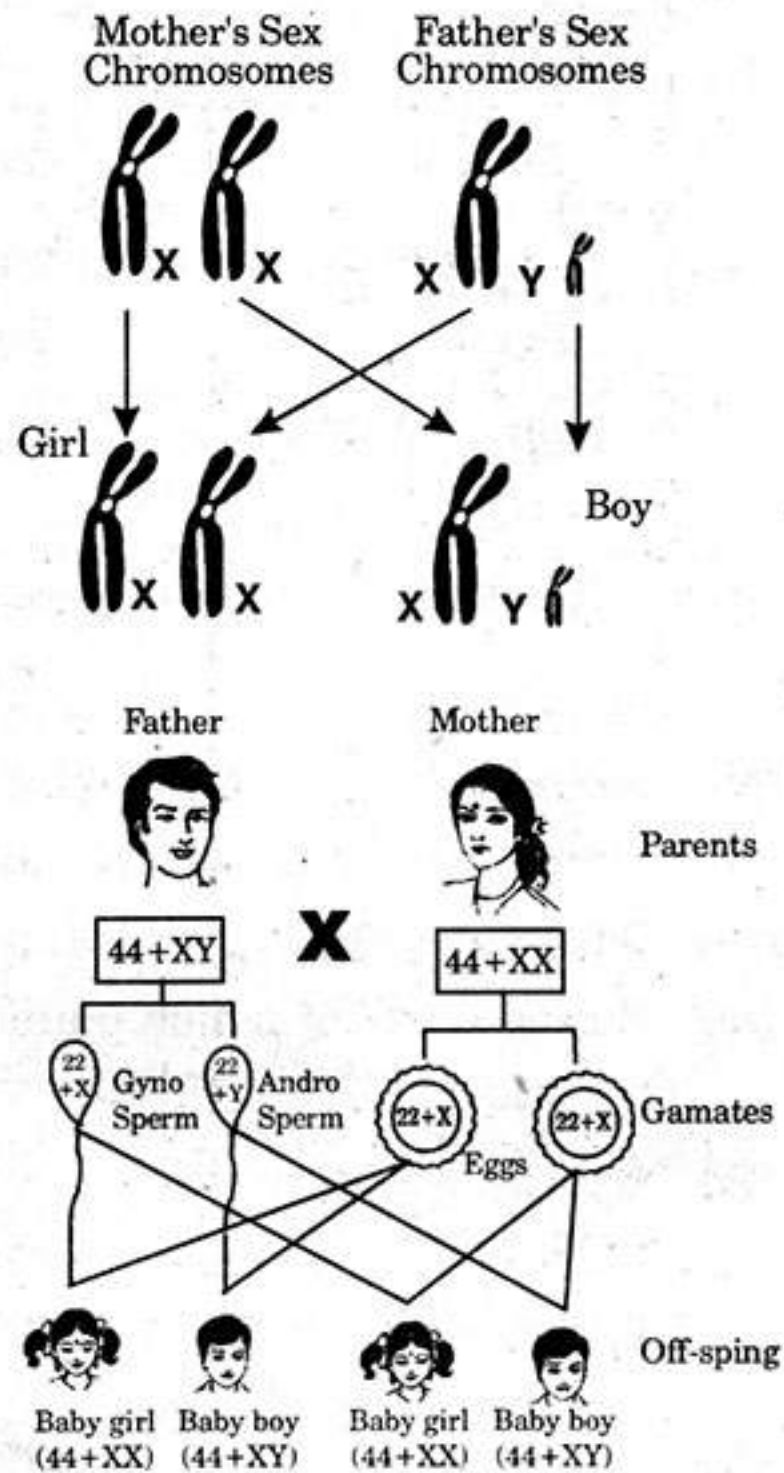 Mother's Sex
Chromosomes
Father's Sex
Chromosomes
X
X
X
Y
Girl
Boy
X
X
X
Y
Father
Mother
Parents
44+XY
X
44+XX
22
+X
Gyno
Sperm
22
+Y
Andro
Sperm
22+X
22+X
Gamates
Eggs
Off-sping
Baby girl
(44+XX)
Baby boy
(44+XY)
Baby girl
(44+XX)
Baby boy
(44+XY)